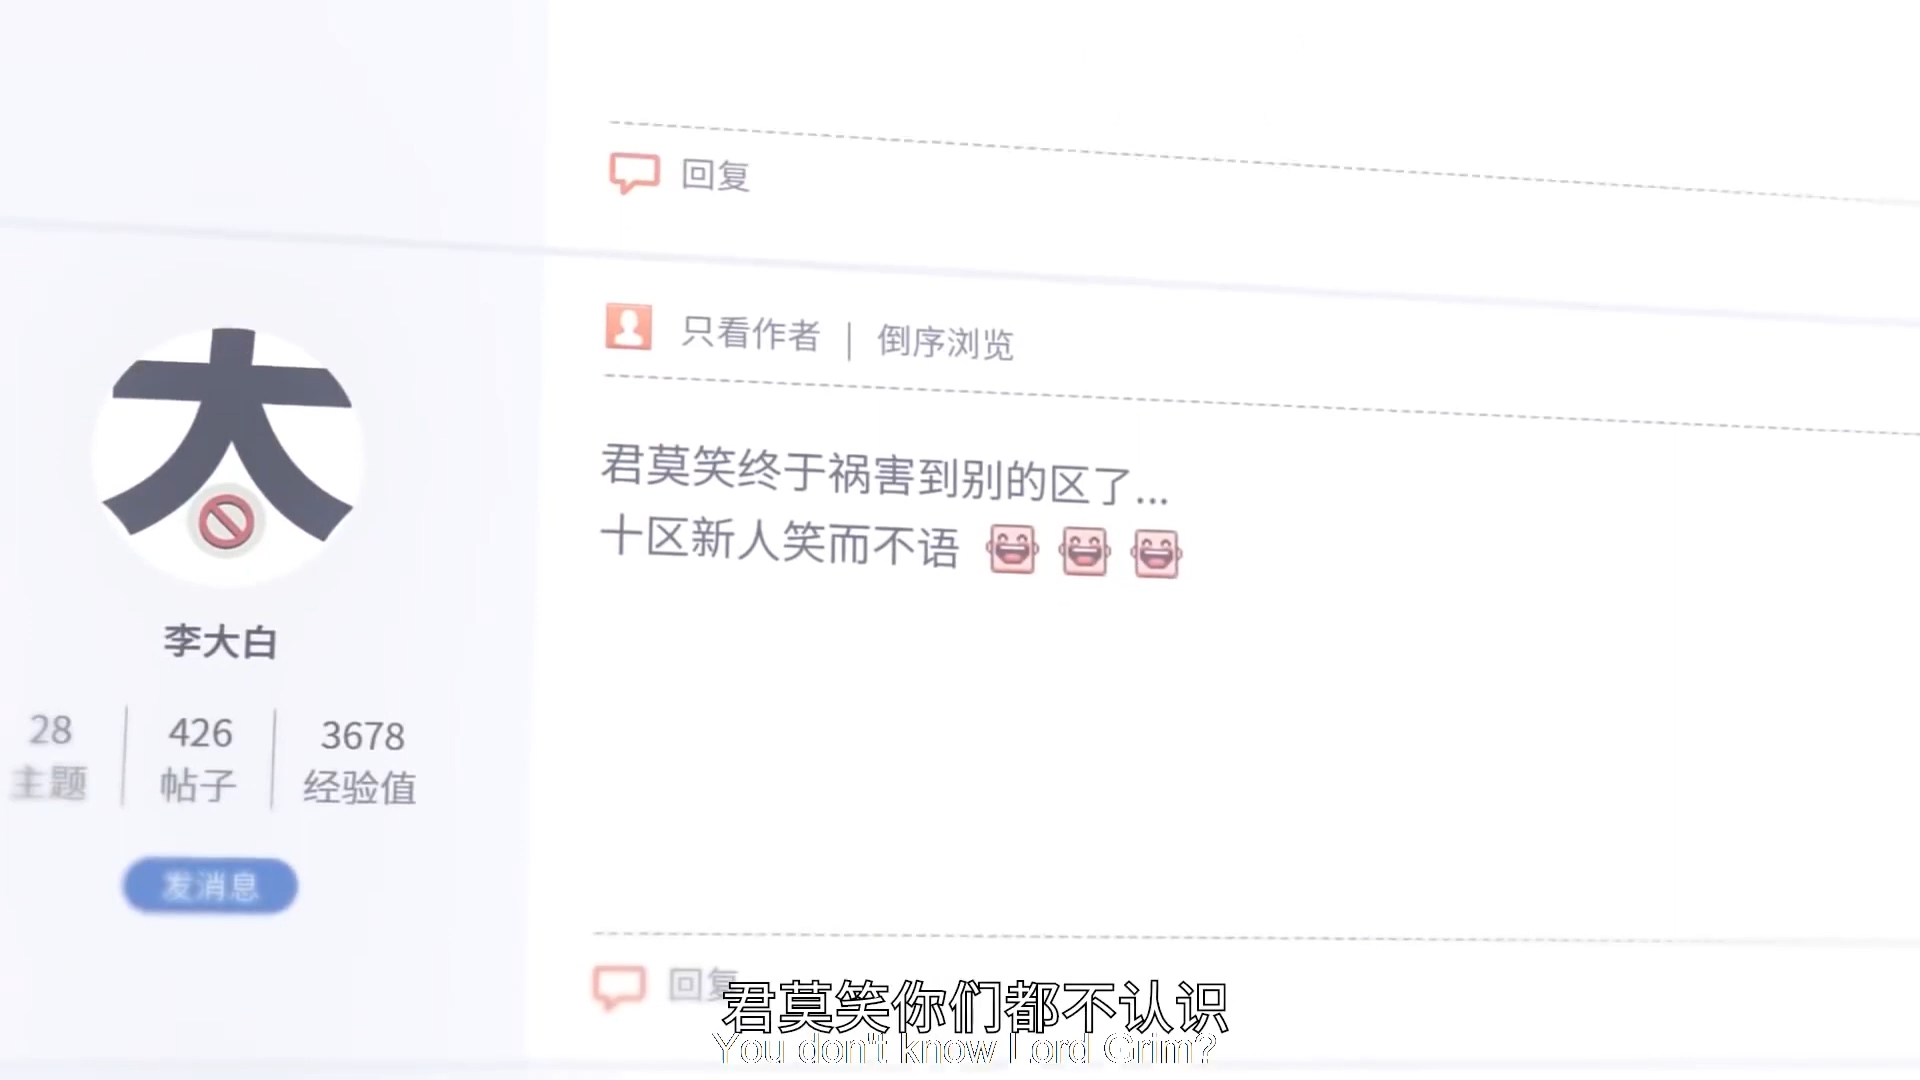 回复
只看作者 | 倒序浏览
君莫笑终于祸害到别的区了...
十区新人笑而不语
大
李大白
28 426 3678
主题 帖子 经验值
发消息
回复
君莫笑你们都不认识
You don't know Lord Grim?